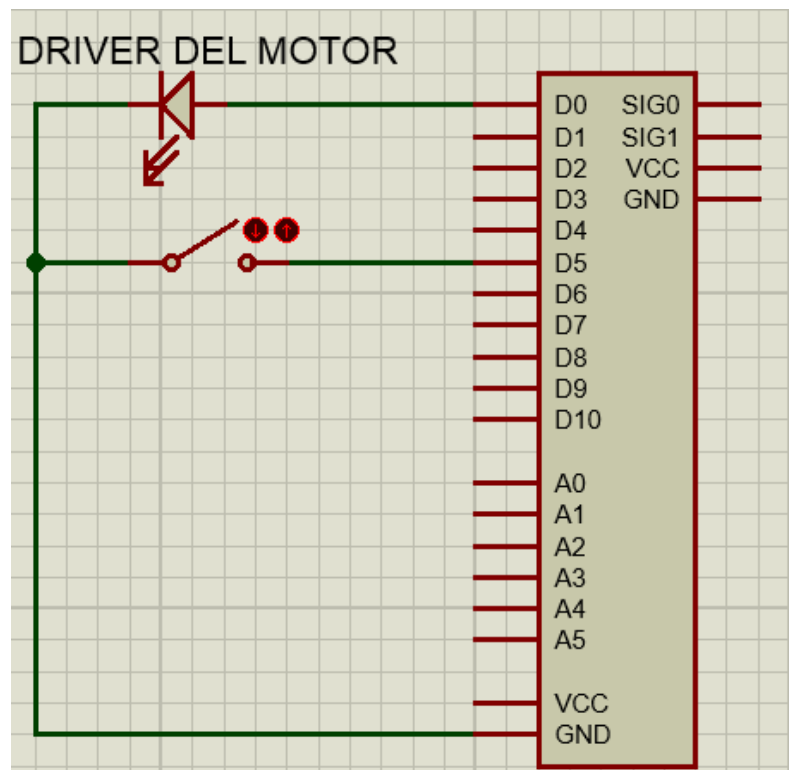 DRIVER DEL MOTOR
D0 SIG0
D1 SIG1
D2 VCC
D3 GND
D4
D5
D6
D7
D8
D9
D10
A0
A1
A2
A3
A4
A5
VCC
GND